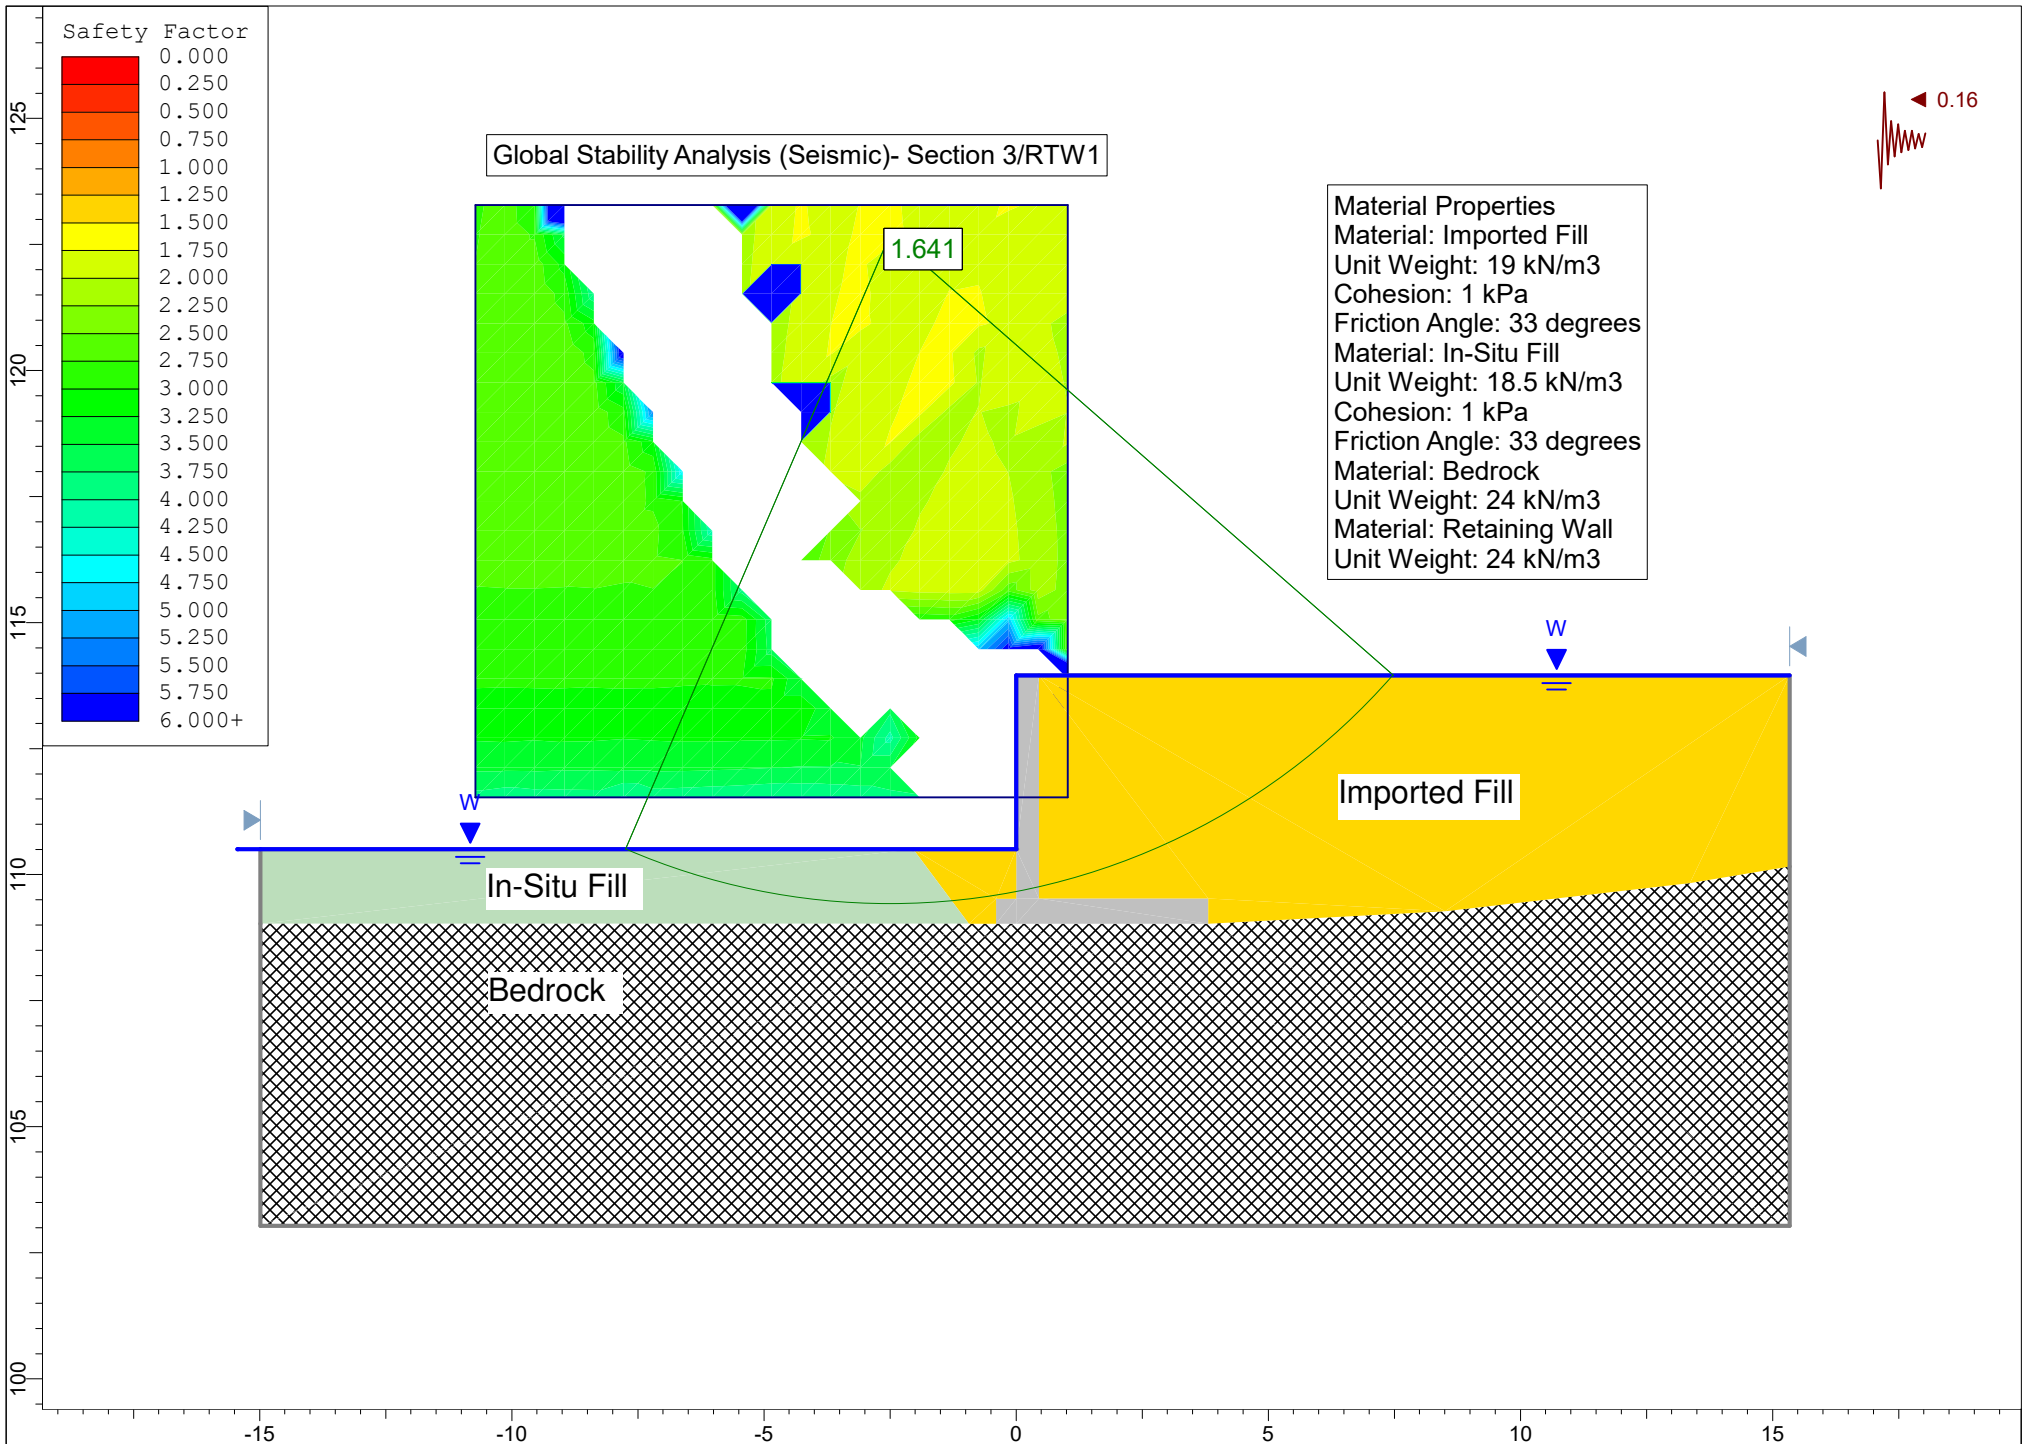 Safety Factor
0.000
0.250
0.500
0.750
1.000
1.250
1.500
1.750
2.000
2.250
2.500
2.750
3.000
3.250
3.500
3.750
4.000
4.250
4.500
4.750
5.000
5.250
5.500
5.750
6.000+
0.16
Global Stability Analysis (Seismic)- Section 3/RTW1
1.641
Material Properties
Material: Imported Fill
Unit Weight: 19 kN/m3
Cohesion: 1 kPa
Friction Angle: 33 degrees
Material: In-Situ Fill
Unit Weight: 18.5 kN/m3
Cohesion: 1 kPa
Friction Angle: 33 degrees
Material: Bedrock
Unit Weight: 24 kN/m3
Material: Retaining Wall
Unit Weight: 24 kN/m3
W
W
Imported Fill
In-Situ Fill
Bedrock
125
120
115
110
105
100
-15 -10 -5 0 5 10 15